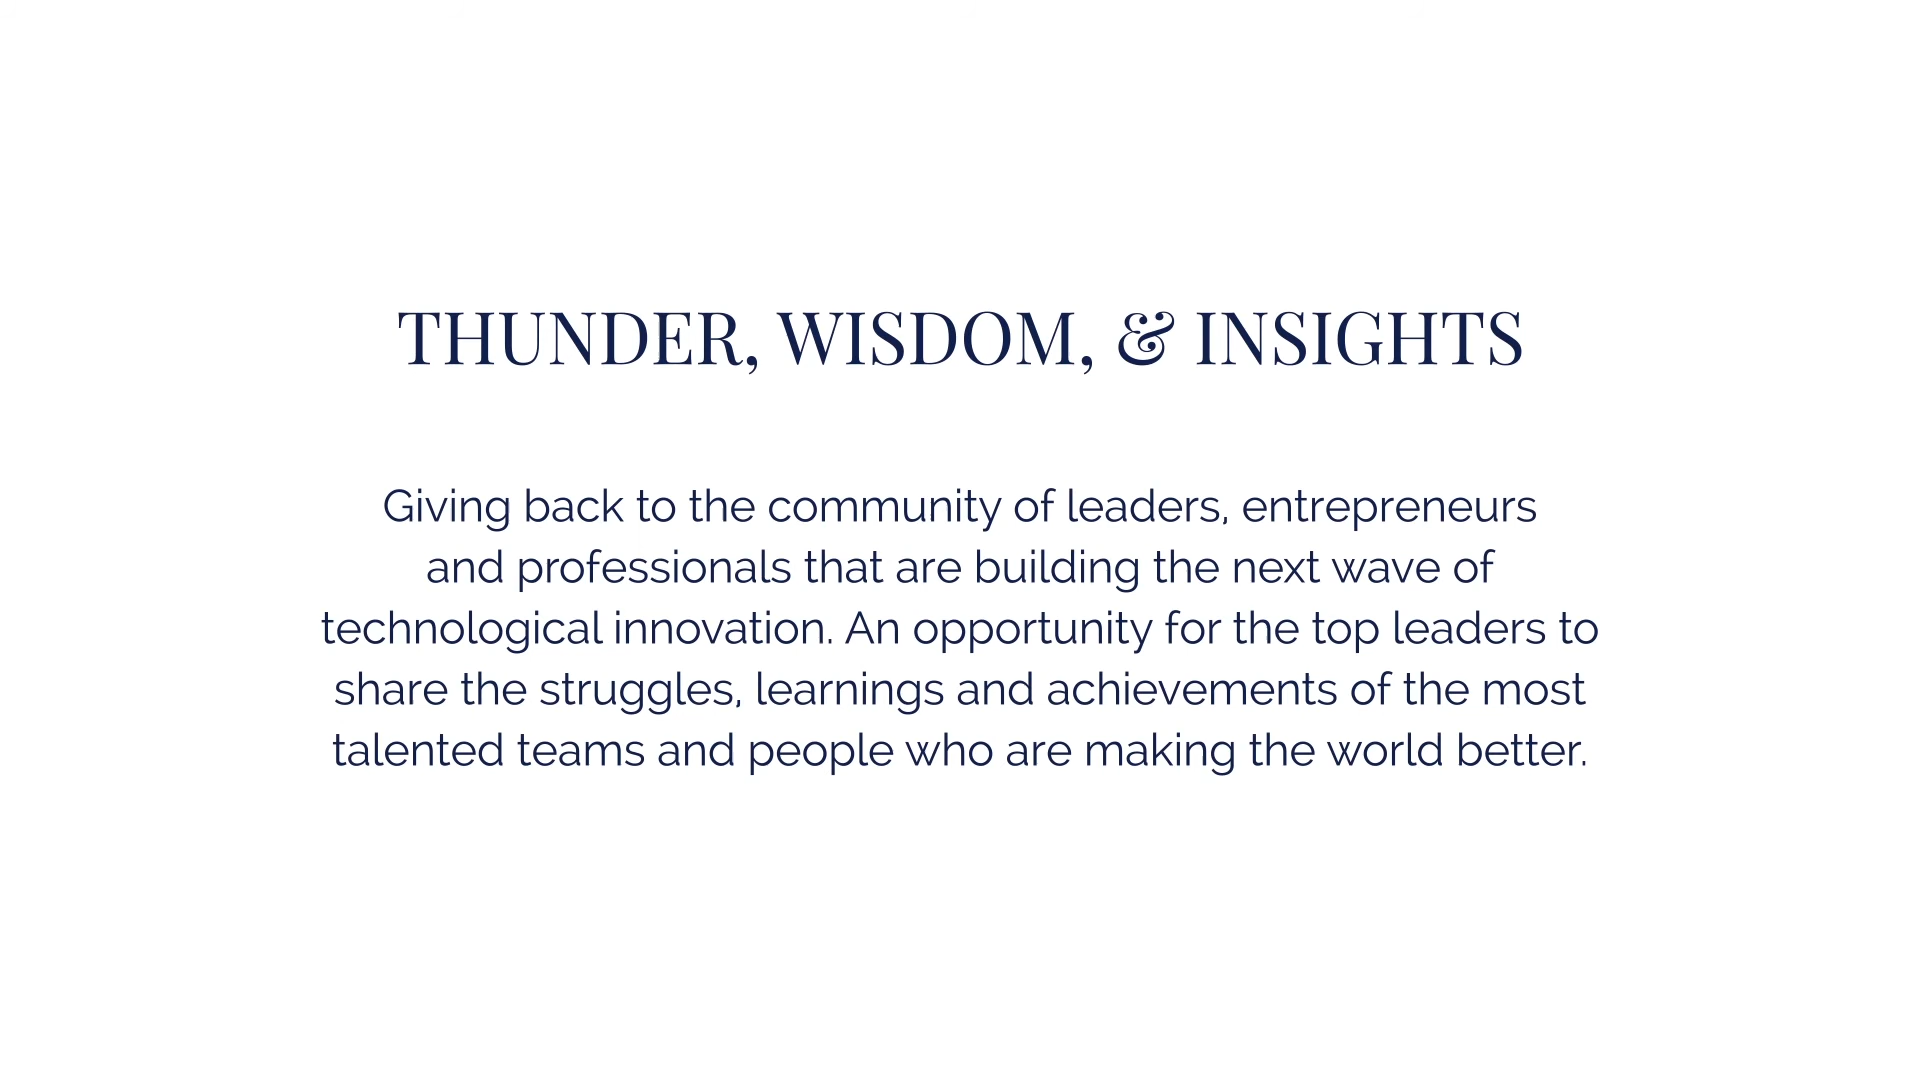 THUNDER, WISDOM, & INSIGHTS
Giving back to the community of leaders, entrepreneurs
and professionals that are building the next wave of
technological innovation. An opportunity for the top leaders to
share the struggles, learnings and achievements of the most
talented teams and people who are making the world better.